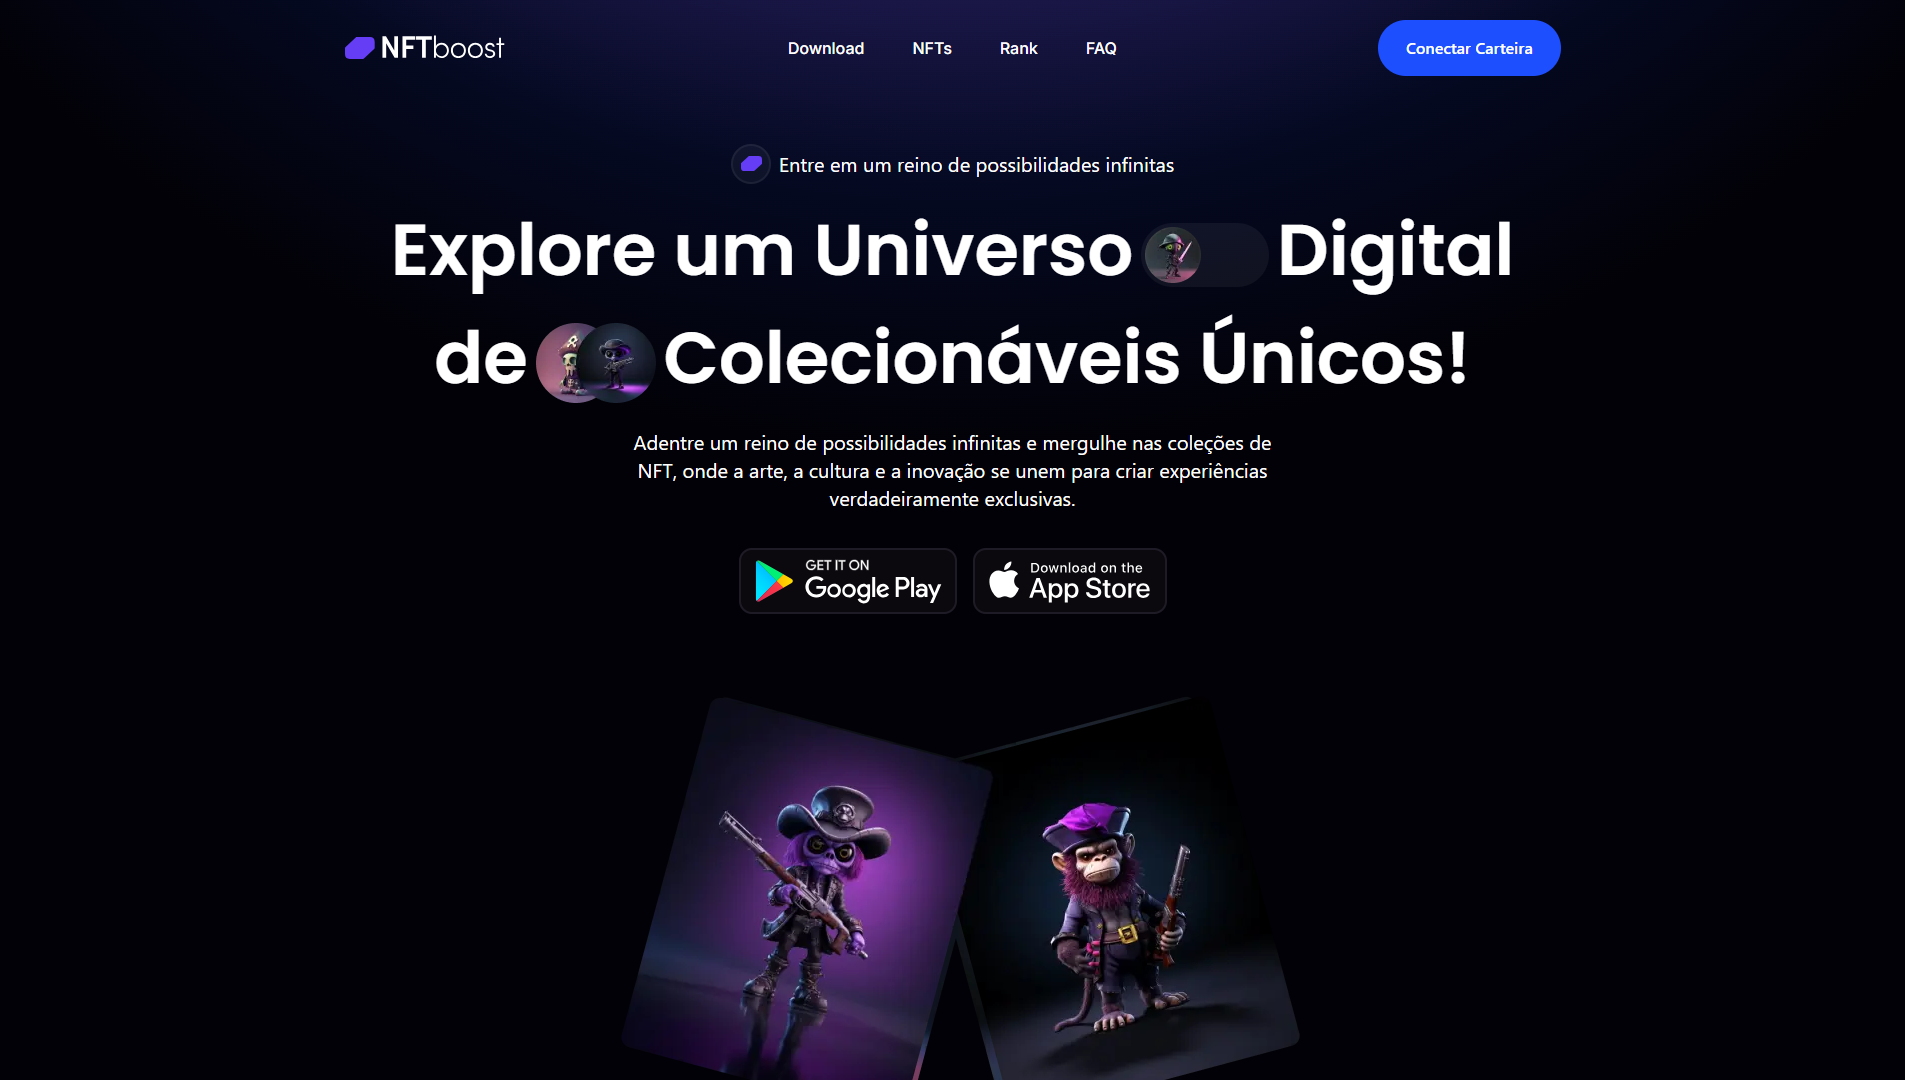 NFTboost
Download
NFTs
Rank
FAQ
Conectar Carteira
Entre em um reino de possibilidades infinitas
Explore um Universo Digital
de Colecionáveis Únicos!
Adentre um reino de possibilidades infinitas e mergulhe nas coleções de
NFT, onde a arte, a cultura e a inovação se unem para criar experiências
verdadeiramente exclusivas.
GET IT ON
Google Play
Download on the
App Store